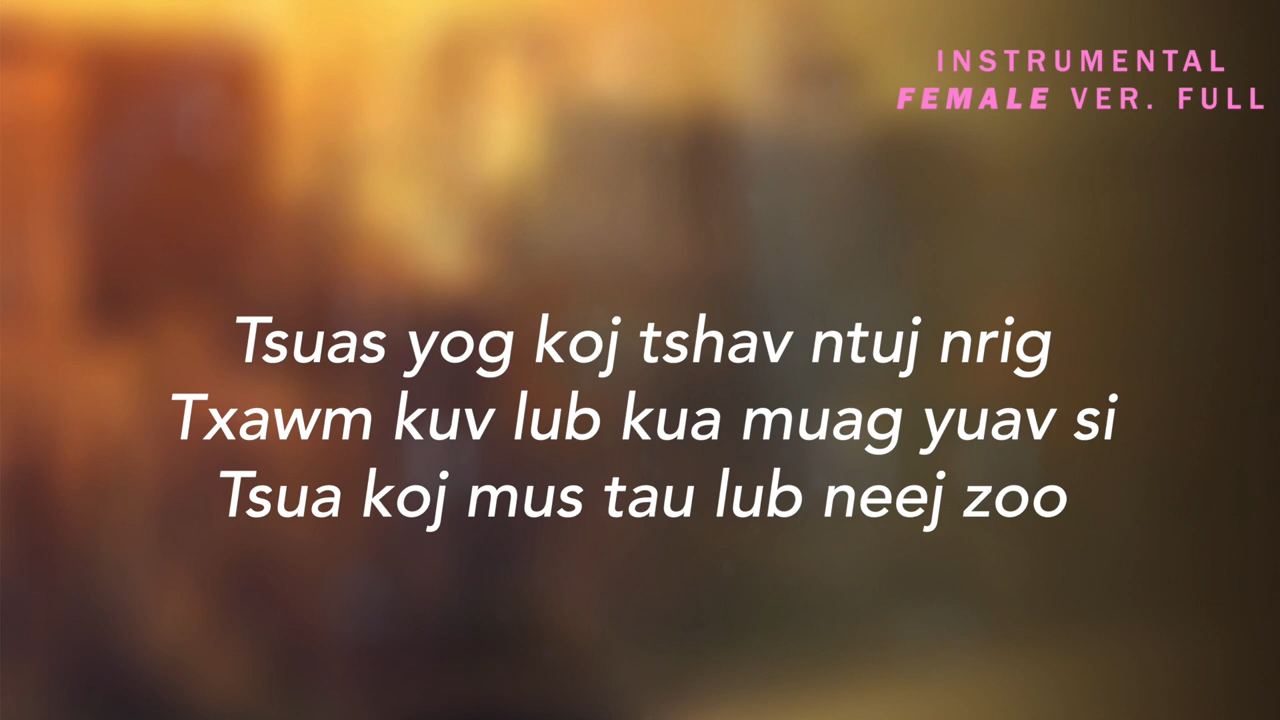 INSTRUMENTAL
FEMALE VER. FULL
Tsuas yog koj tshav ntuj nrig
Txawm kuv lub kua muag yuav si
Tsua koj mus tau lub neej zoo